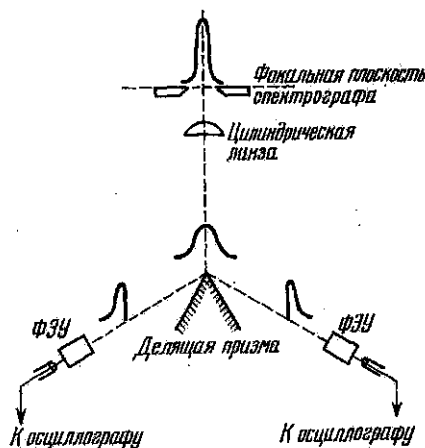 Фокальная плоскость
спектрографа
Цилиндрическая
линза
ФЭУ
ФЭУ
Делящая призма
К осциллографу
К осциллографу